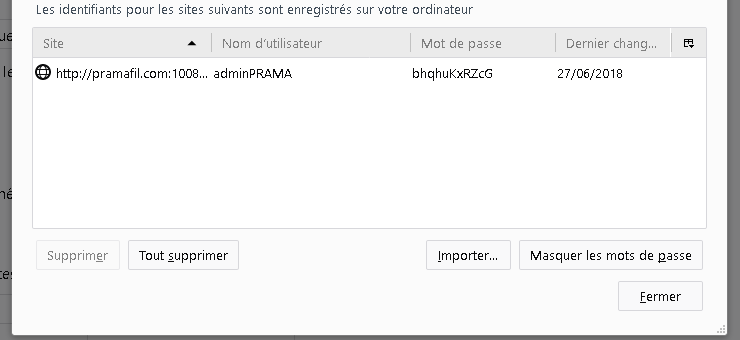 Les identifiants pour les sites suivants sont enregistrés sur votre ordinateur
Site Nom d'utilisateur Mot de passe Dernier chang...
http://pramafil.com:1008... adminPRAMA bhqhuKxRZcG 27/06/2018
Supprimer Tout supprimer Importer... Masquer les mots de passe
Fermer